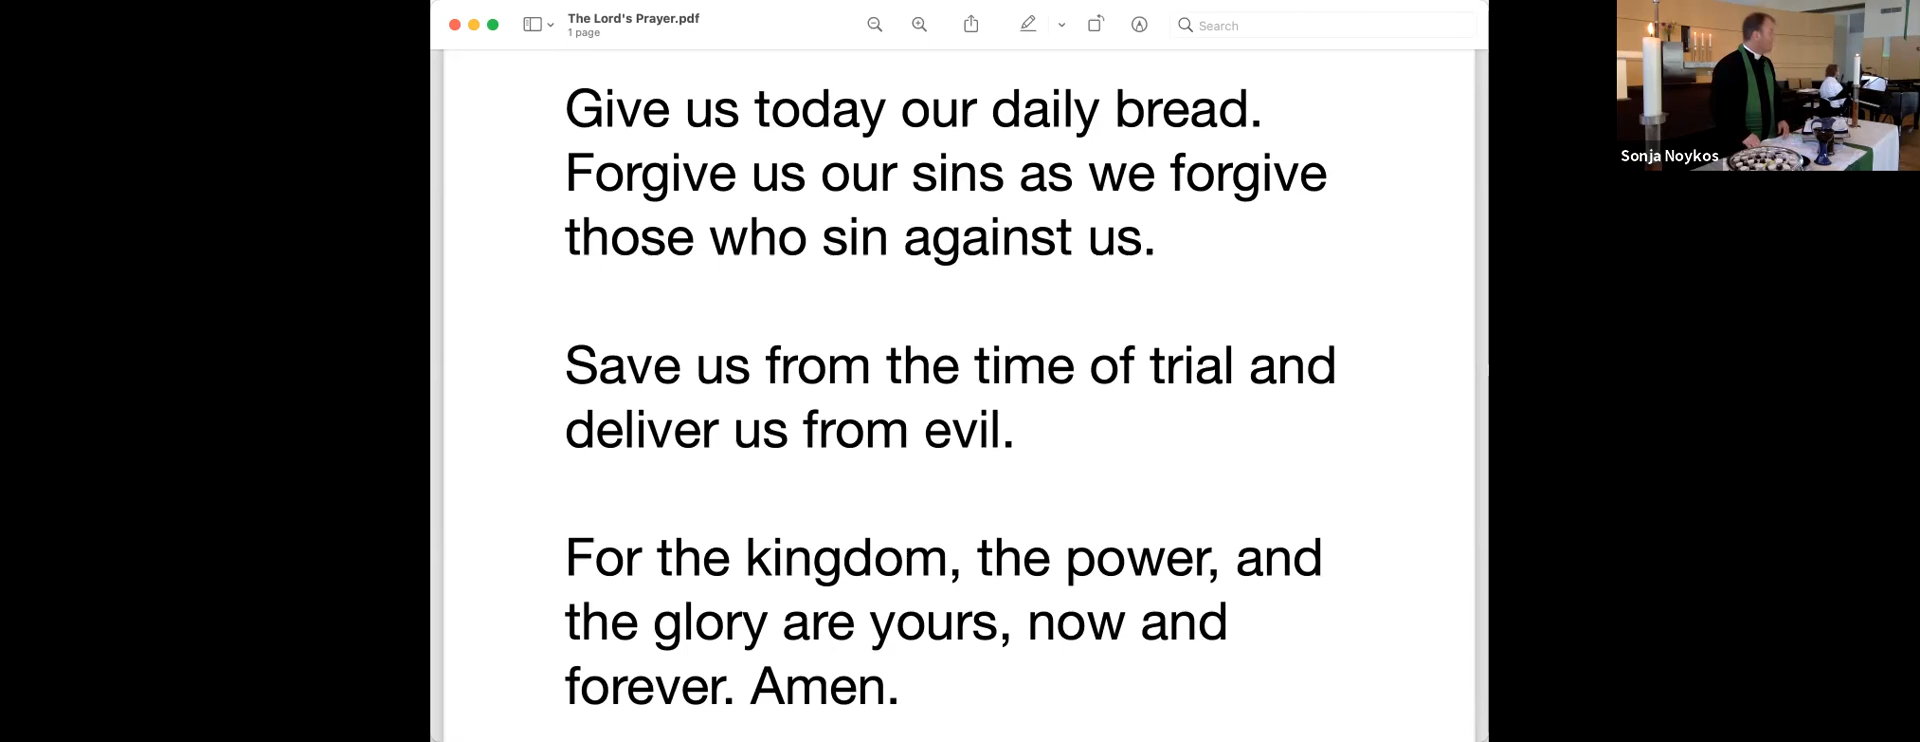 The Lord's Prayer.pdf
1 page
Search
Give us today our daily bread.
Forgive us our sins as we forgive
those who sin against us.
Save us from the time of trial and
deliver us from evil.
For the kingdom, the power, and
the glory are yours, now and
forever. Amen.
Sonja Noykos